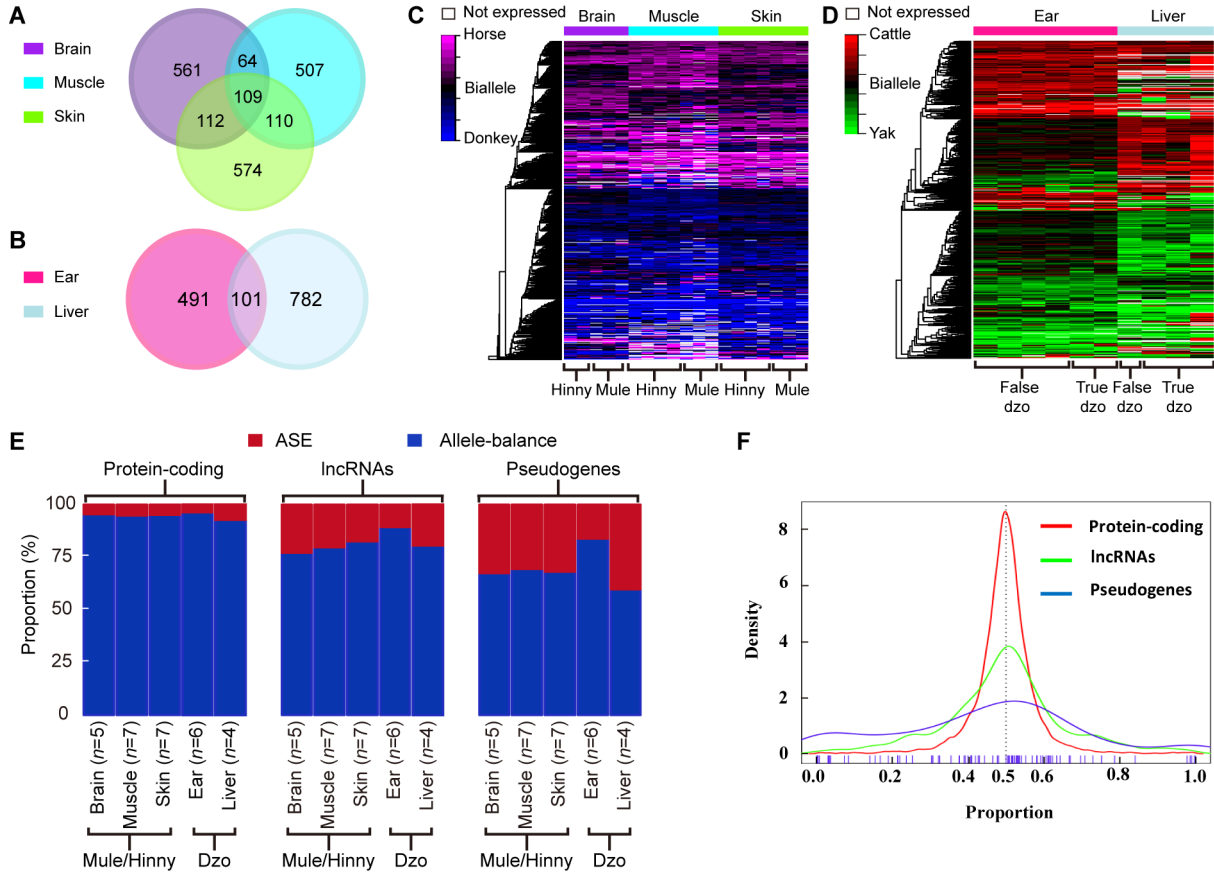 A
Brain
Muscle
Skin
561
64
507
109
112
110
574
B
Ear
Liver
491
101
782
C
Not expressed
Horse
Biallele
Donkey
Brain
Muscle
Skin
Hinny
Mule
Hinny
Mule
Hinny
Mule
D
Not expressed
Cattle
Biallele
Yak
Ear
Liver
False
dzo
True
dzo
False
dzo
True
dzo
E
ASE
Allele-balance
Protein-coding
lncRNAs
Pseudogenes
Proportion (%)
100
75
50
25
0
Brain (n=5)
Muscle (n=7)
Skin (n=7)
Ear (n=6)
Liver (n=4)
Brain (n=5)
Muscle (n=7)
Skin (n=7)
Ear (n=6)
Liver (n=4)
Brain (n=5)
Muscle (n=7)
Skin (n=7)
Ear (n=6)
Liver (n=4)
Mule/Hinny
Dzo
Mule/Hinny
Dzo
Mule/Hinny
Dzo
F
Protein-coding
lncRNAs
Pseudogenes
Density
8
6
4
2
0
0.0
0.2
0.4
0.5
0.6
0.8
1.0
Proportion